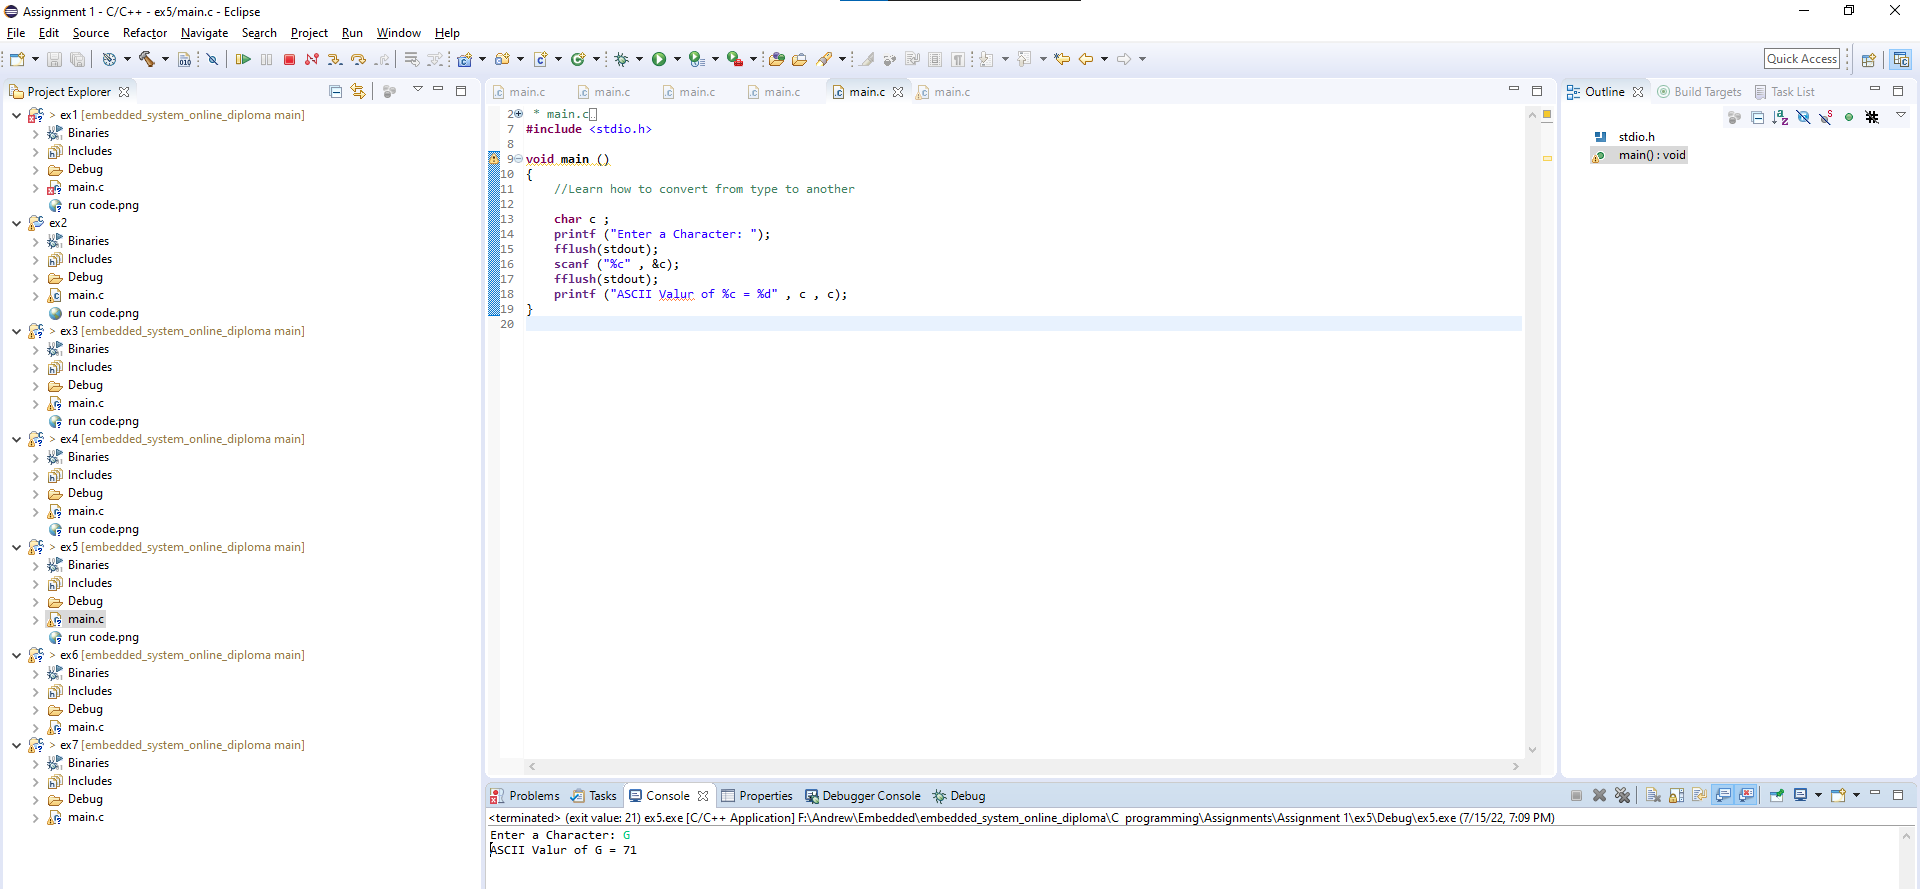 Assignment 1 - C/C++ - ex5/main.c - Eclipse
File Edit Source Refactor Navigate Search Project Run Window Help
Quick Access
Project Explorer
> ex1 [embedded_system_online_diploma main]
Binaries
Includes
Debug
main.c
run code.png
ex2
Binaries
Includes
Debug
main.c
run code.png
> ex3 [embedded_system_online_diploma main]
Binaries
Includes
Debug
main.c
run code.png
> ex4 [embedded_system_online_diploma main]
Binaries
Includes
Debug
main.c
run code.png
> ex5 [embedded_system_online_diploma main]
Binaries
Includes
Debug
main.c
run code.png
> ex6 [embedded_system_online_diploma main]
Binaries
Includes
Debug
main.c
> ex7 [embedded_system_online_diploma main]
Binaries
Includes
Debug
main.c
main.c main.c main.c main.c main.c main.c
2 * main.c
7 #include <stdio.h>
8
9 void main ()
10 {
11 //Learn how to convert from type to another
12
13 char c ;
14 printf ("Enter a Character: ");
15 fflush(stdout);
16 scanf ("%c" , &c);
17 fflush(stdout);
18 printf ("ASCII Valur of %c = %d" , c , c);
19 }
20
Outline Build Targets Task List
stdio.h
main() : void
Problems Tasks Console Properties Debugger Console Debug
<terminated> (exit value: 21) ex5.exe [C/C++ Application] F:\Andrew\Embedded\embedded_system_online_diploma\C programming\Assignments\Assignment 1\ex5\Debug\ex5.exe (7/15/22, 7:09 PM)
Enter a Character: G
ASCII Valur of G = 71